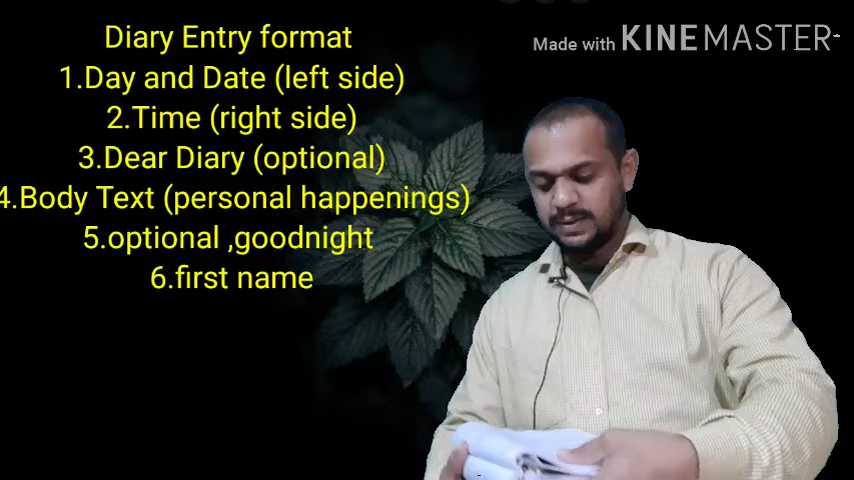 Diary Entry format
Made with KINEMASTER
1.Day and Date (left side)
2.Time (right side)
3.Dear Diary (optional)
4.Body Text (personal happenings)
5.optional ,goodnight
6.first name